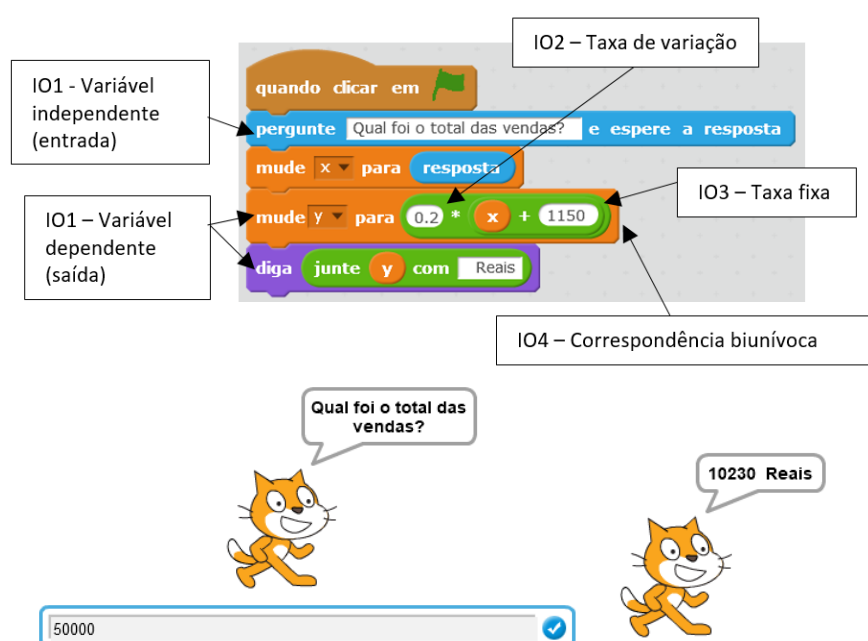 IO2 – Taxa de variação
IO1 - Variável
independente
(entrada)
quando clicar em
pergunte Qual foi o total das vendas? e espere a resposta
mude x para resposta
IO3 – Taxa fixa
IO1 – Variável
dependente
(saída)
mude y para 0.2 * x + 1150
diga junte y com Reais
IO4 – Correspondência biunívoca
Qual foi o total das
vendas?
10230 Reais
50000